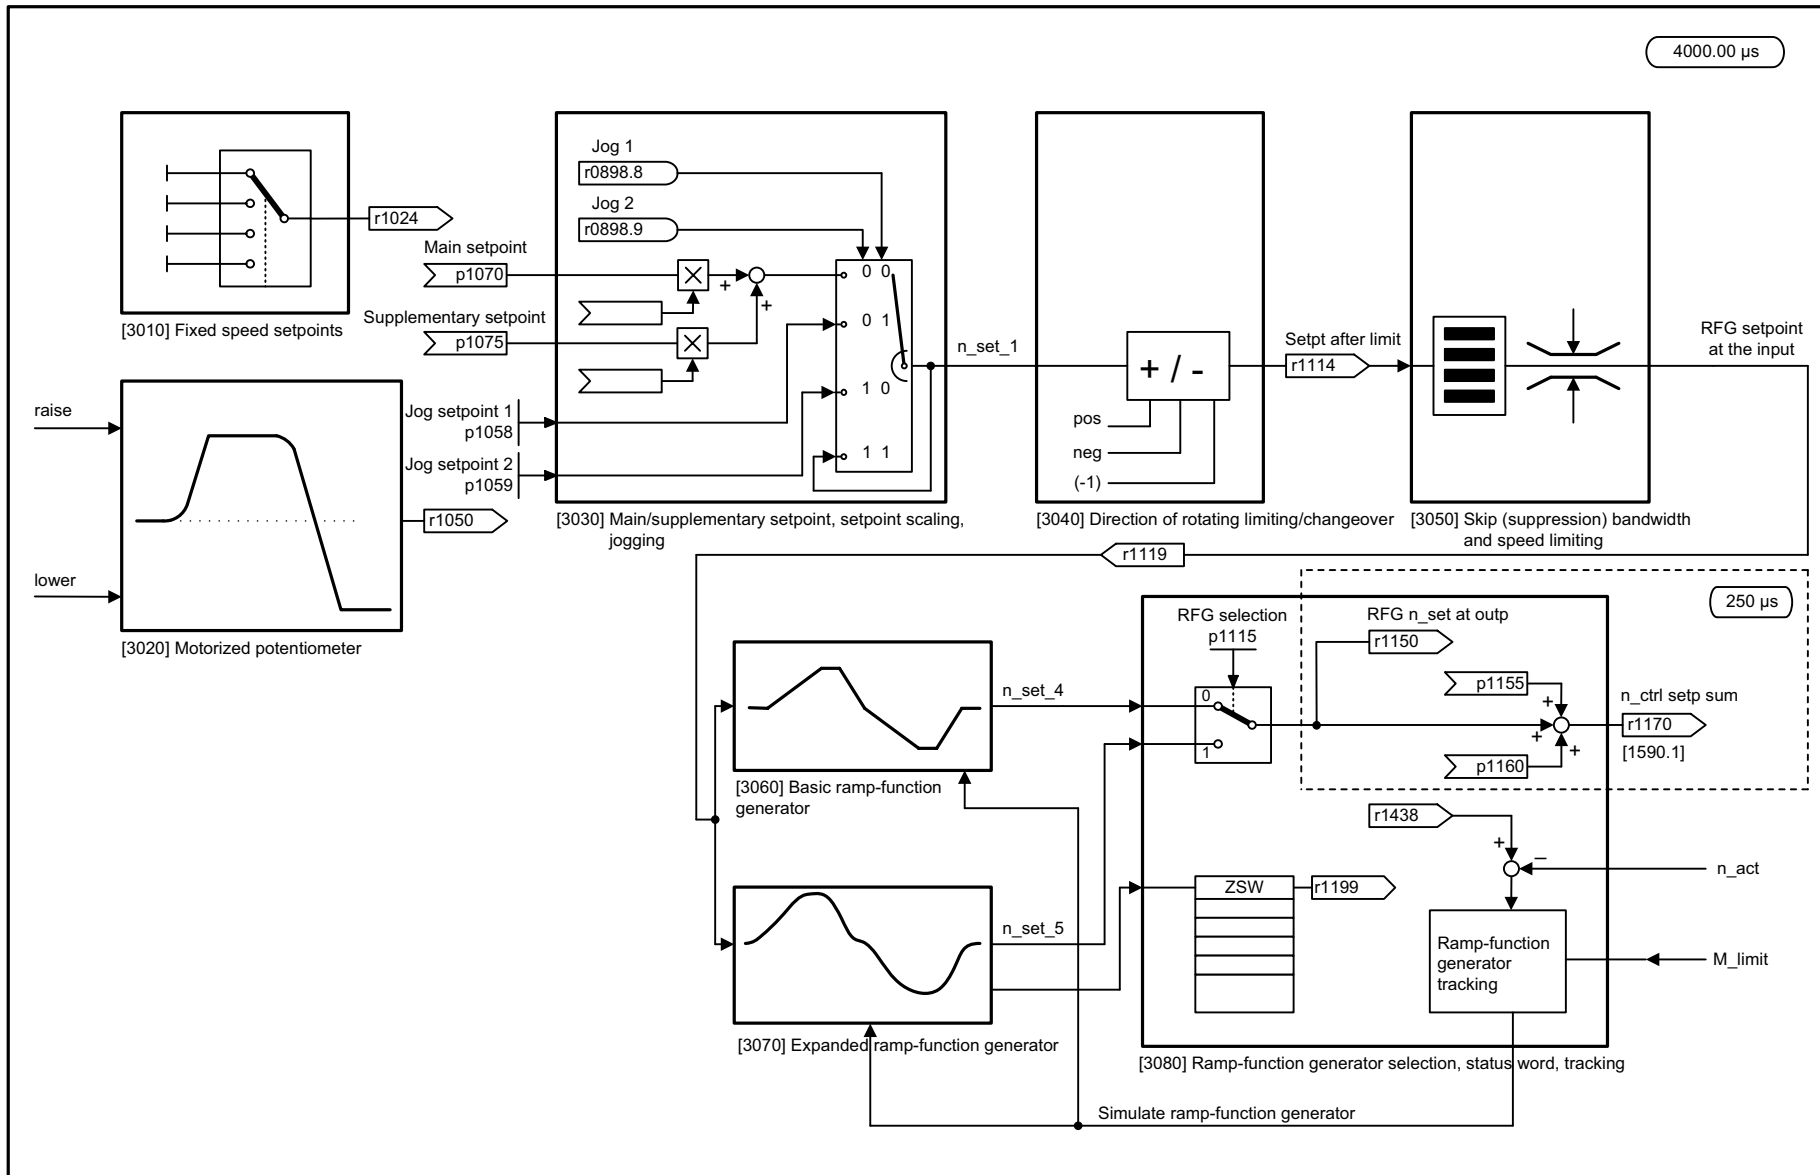 4000.00 µs
Jog 1
r0898.8
Jog 2
r0898.9
r1024
[3010] Fixed speed setpoints
Main setpoint
p1070
Supplementary setpoint
p1075
+
+
0 0
0 1
1 0
1 1
Jog setpoint 1
p1058
Jog setpoint 2
p1059
[3030] Main/supplementary setpoint, setpoint scaling,
jogging
n_set_1
+ / -
pos
neg
(-1)
[3040] Direction of rotating limiting/changeover
Setpt after limit
r1114
[3050] Skip (suppression) bandwidth
and speed limiting
RFG setpoint
at the input
raise
lower
r1050
[3020] Motorized potentiometer
r1119
250 µs
RFG selection
p1115
0
1
RFG n_set at outp
r1150
p1155
+
+
+
p1160
n_ctrl setp sum
r1170
[1590.1]
n_set_4
[3060] Basic ramp-function
generator
n_set_5
[3070] Expanded ramp-function generator
r1438
+
–
n_act
ZSW
r1199
Ramp-function
generator
tracking
M_limit
[3080] Ramp-function generator selection, status word, tracking
Simulate ramp-function generator